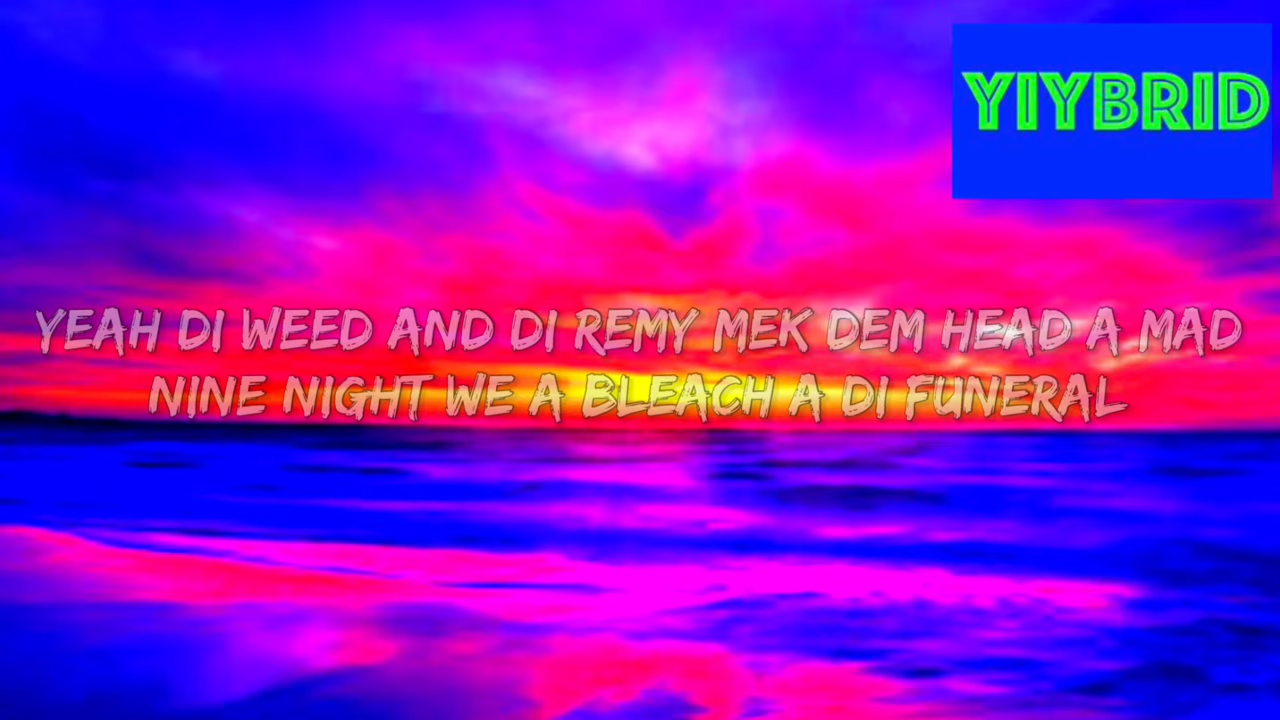 YIYBRID
YEAH DI WEED AND DI REMY MEK DEM HEAD A MAD
NINE NIGHT WE A BLEACH A DI FUNERAL